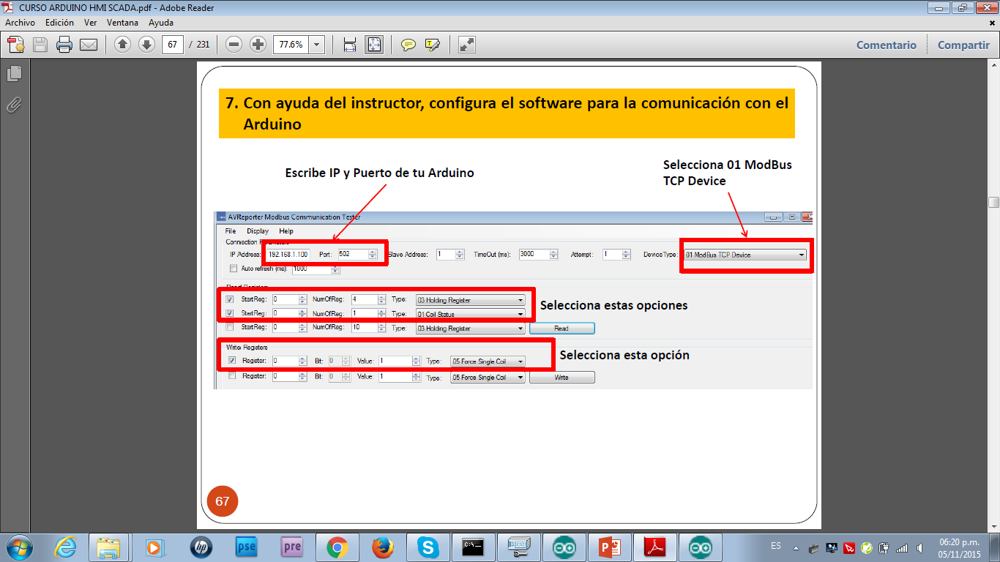 CURSO ARDUINO HMI SCADA.pdf - Adobe Reader
Archivo Edición Ver Ventana Ayuda
67 / 231 77.6% Comentario Compartir
7. Con ayuda del instructor, configura el software para la comunicación con el
Arduino
Escribe IP y Puerto de tu Arduino
Selecciona 01 ModBus
TCP Device
AVReporter Modbus Communication Tester
File Display Help
Connection
IP Address: 192.168.1.100 Port: 502 Slave Address: 1 TimeOut (ms): 3000 Attempt: 1 DeviceType: 01 ModBus TCP Device
Auto refresh (ms): 1000
StartReg: 0 NumOfReg: 4 Type: 03 Holding Register
Selecciona estas opciones
StartReg: 0 NumOfReg: 1 Type: 01 Coil Status
StartReg: 0 NumOfReg: 10 Type: 03 Holding Register Read
Write Registers
Selecciona esta opción
Register: 0 Bit: 0 Value: 1 Type: 05 Force Single Coil
Register: 0 Bit: 0 Value: 1 Type: 05 Force Single Coil Write
67
hp pse pre C:\ ES
06:20 p.m.
05/11/2015